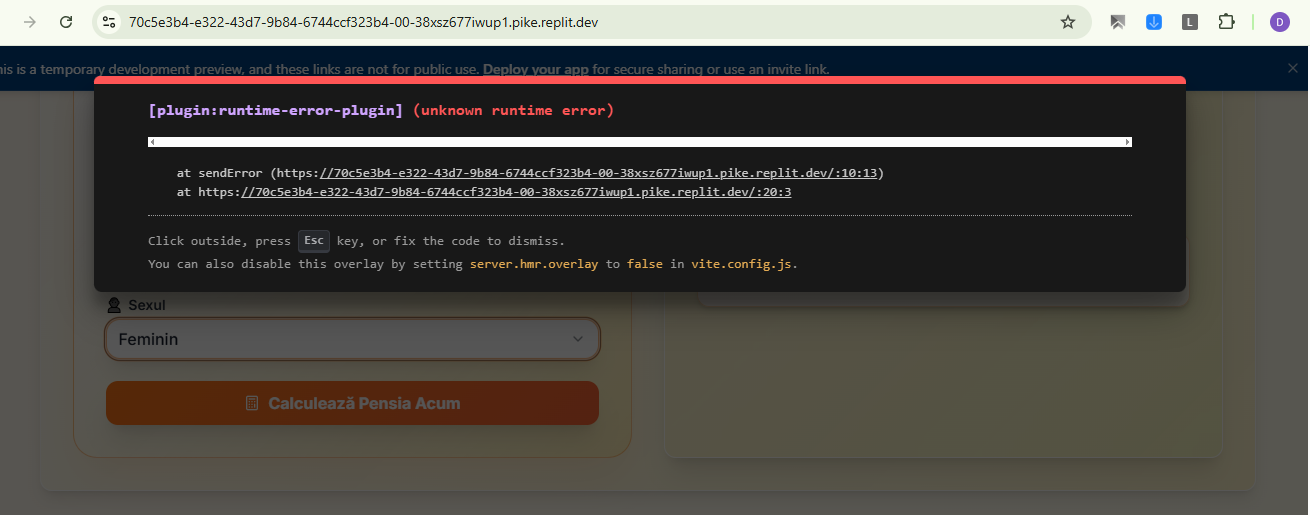 70c5e3b4-e322-43d7-9b84-6744ccf323b4-00-38xsz677iwup1.pike.replit.dev
L
D
his is a temporary development preview, and these links are not for public use. Deploy your app for secure sharing or use an invite link.
[plugin:runtime-error-plugin] (unknown runtime error)
at sendError (https://70c5e3b4-e322-43d7-9b84-6744ccf323b4-00-38xsz677iwup1.pike.replit.dev/:10:13)
at https://70c5e3b4-e322-43d7-9b84-6744ccf323b4-00-38xsz677iwup1.pike.replit.dev/:20:3
Click outside, press Esc key, or fix the code to dismiss.
You can also disable this overlay by setting server.hmr.overlay to false in vite.config.js.
Sexul
Feminin
Calculează Pensia Acum